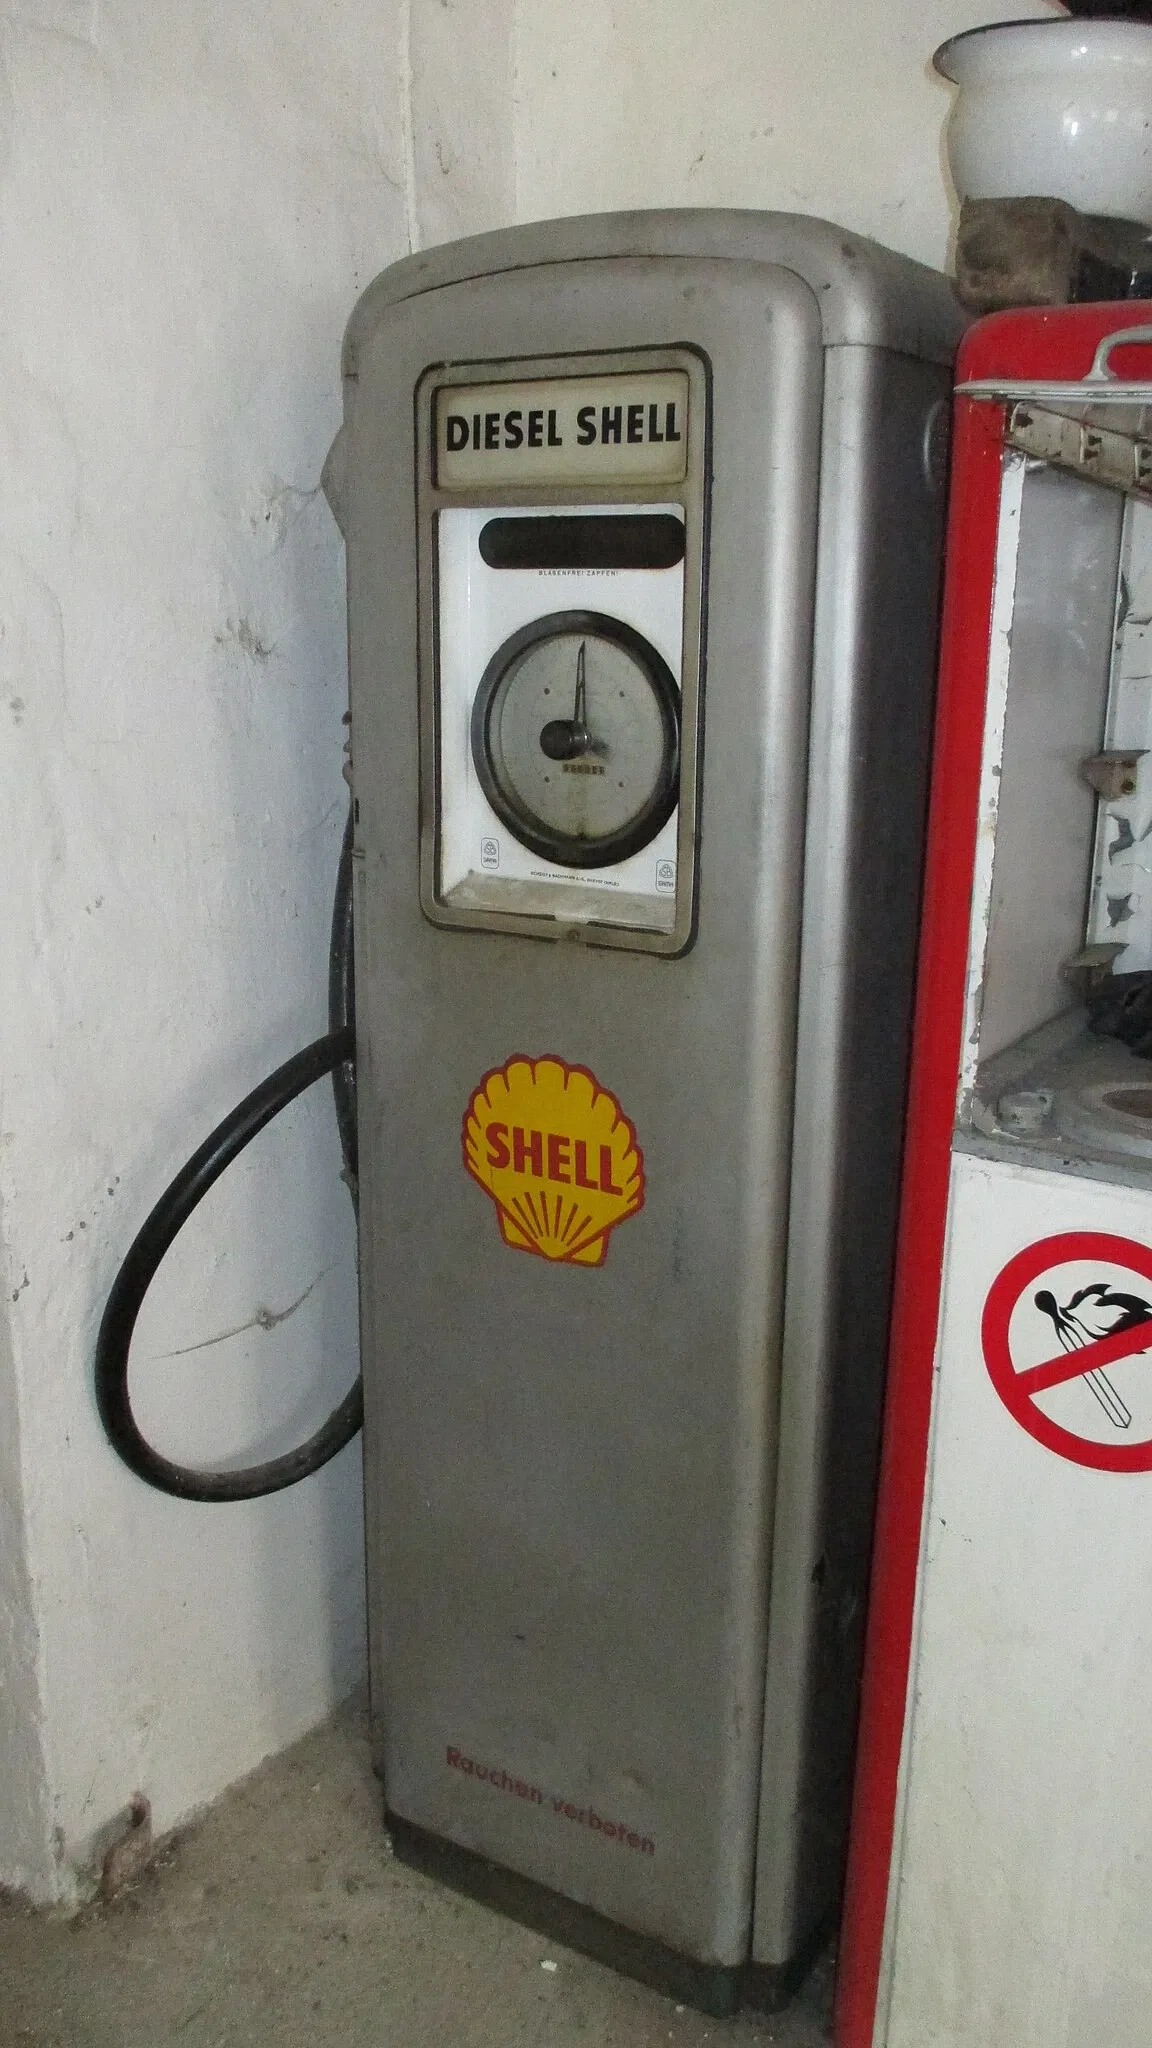 DIESEL SHELL
BLASENFREI ZAPFEN!
SHELL
Rauchen verboten